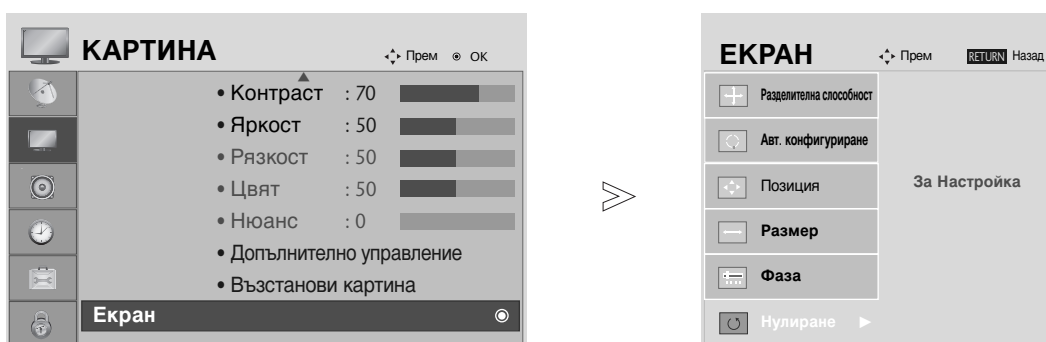 КАРТИНА
Прем OK
• Контраст : 70
• Яркост : 50
• Рязкост : 50
• Цвят : 50
• Нюанс : 0
• Допълнително управление
• Възстанови картина
Екран
ЕКРАН
Прем RETURN Назад
Разделителна способност
Авт. конфигуриране
Позиция
Размер
Фаза
Нулиране
За Настройка